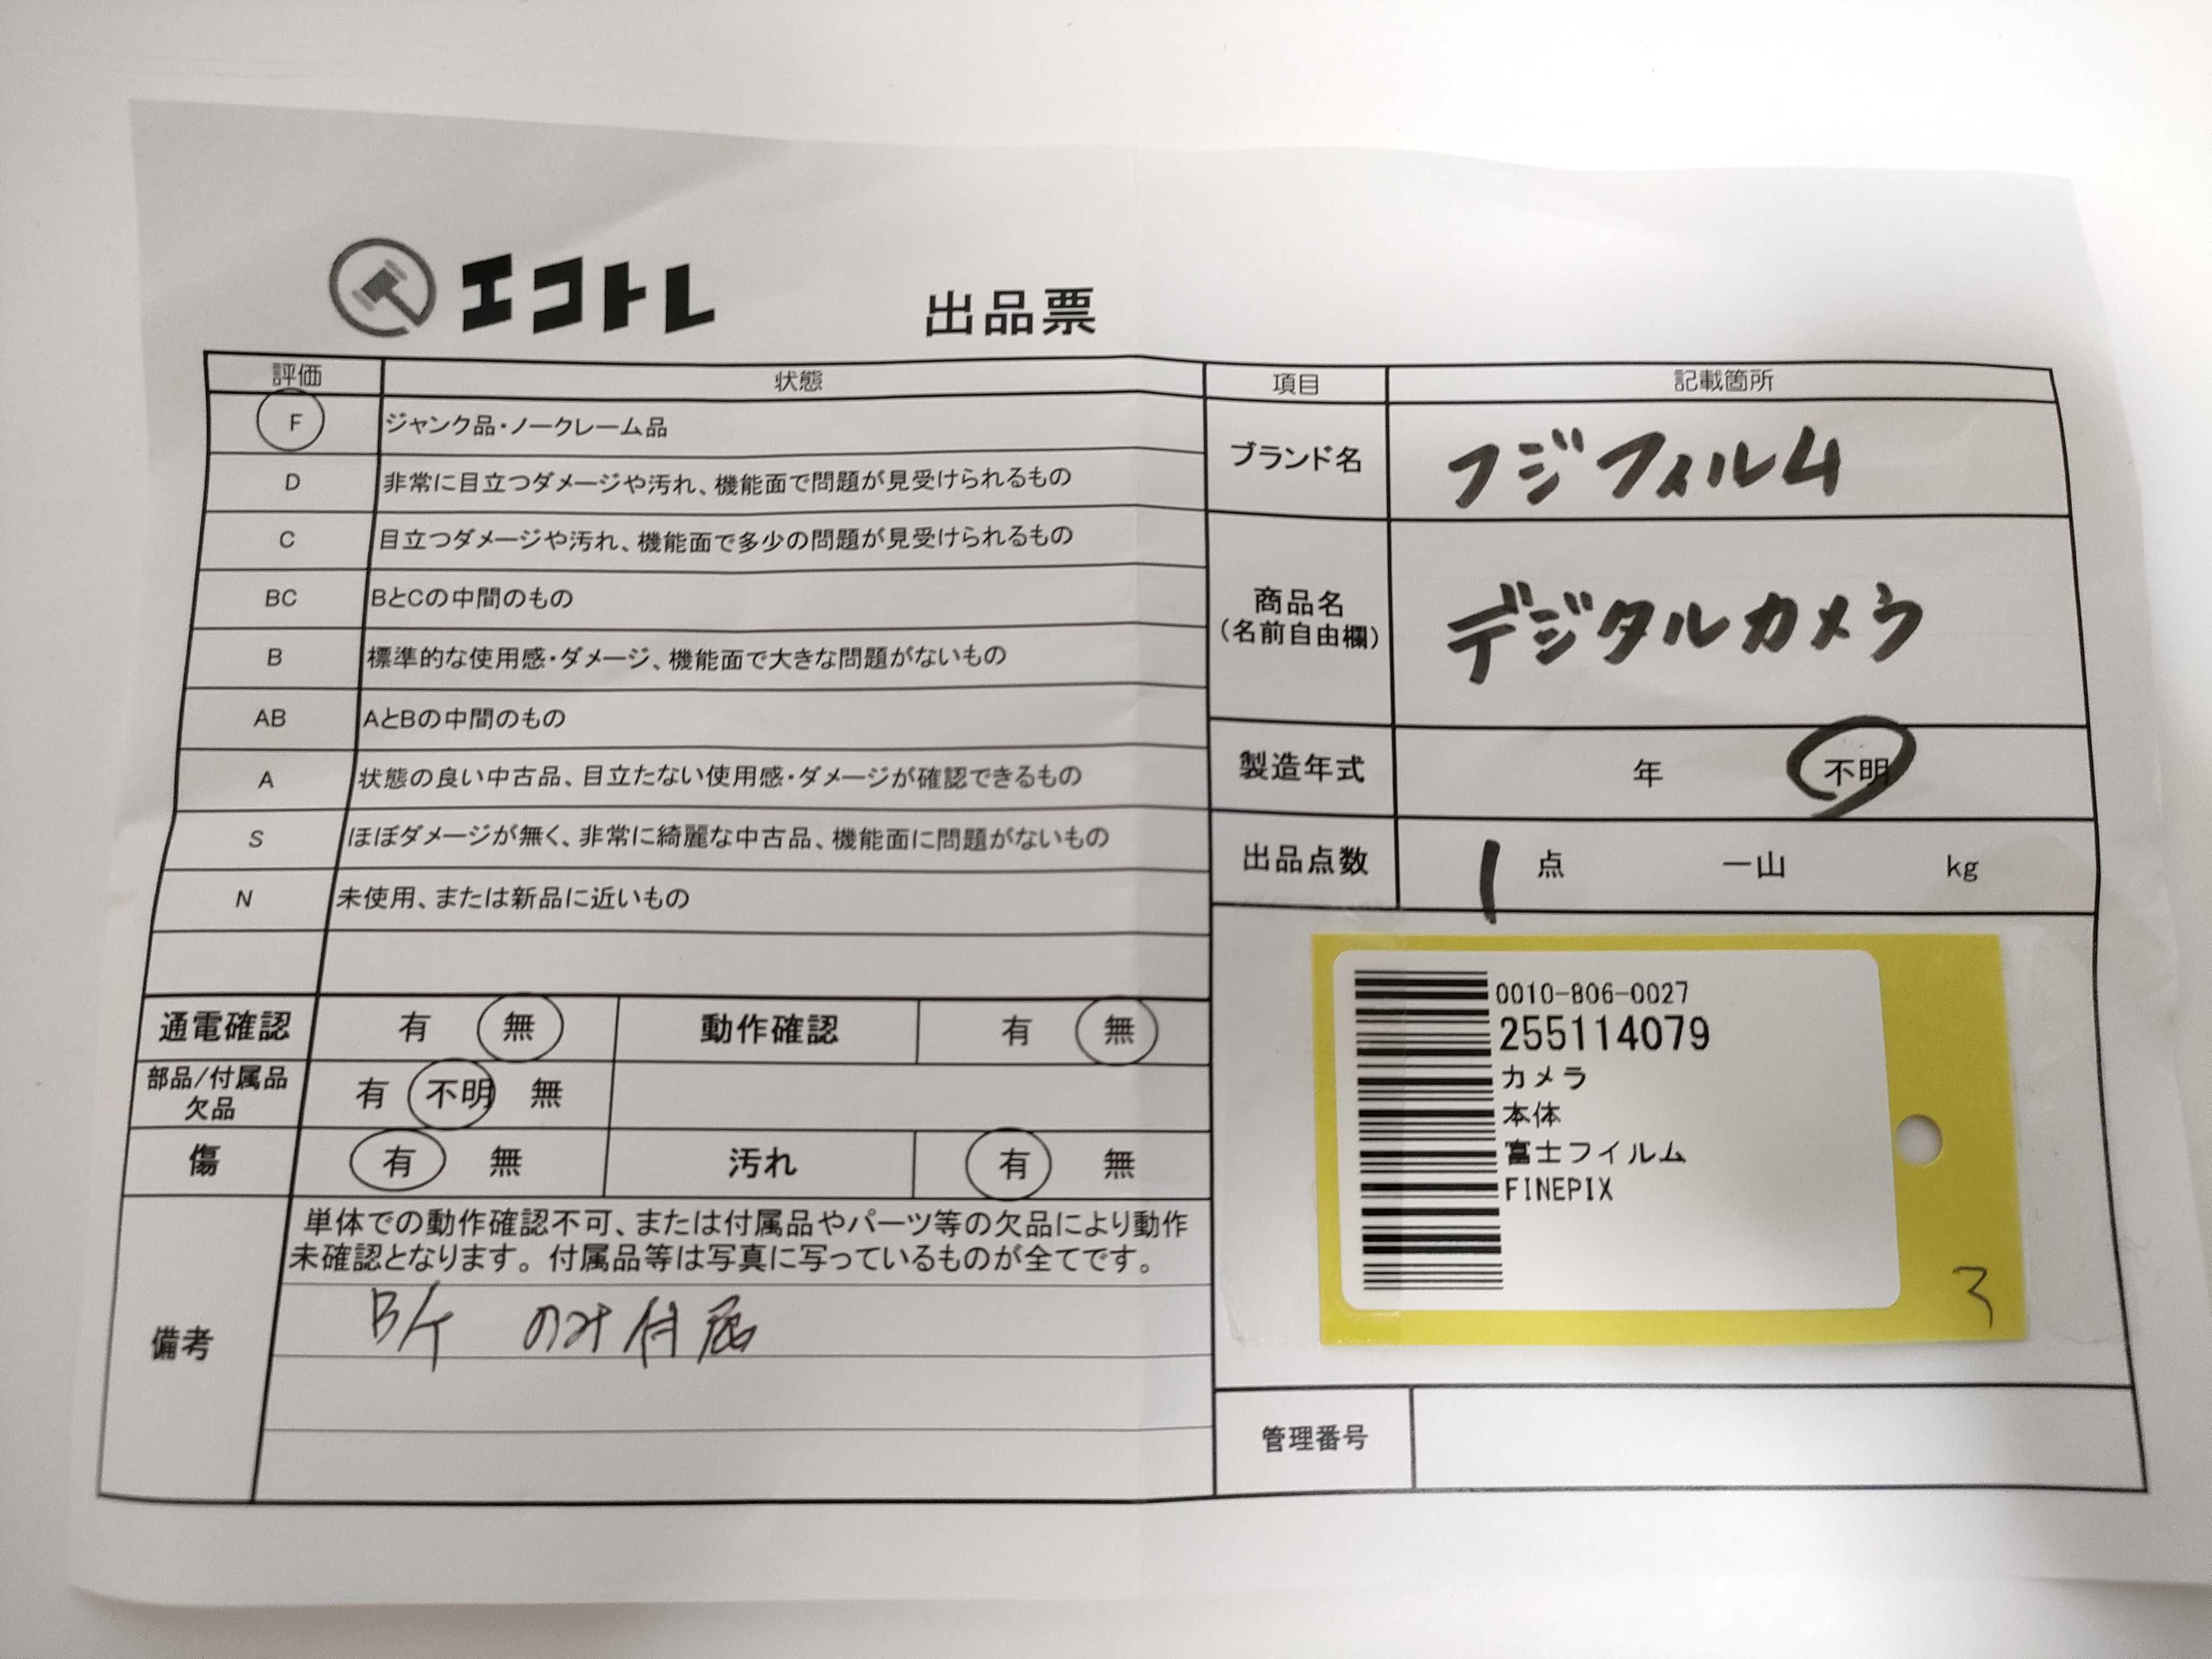 エコトレ
出品票
評価 状態
F ジャンク品・ノークレーム品
D 非常に目立つダメージや汚れ、機能面で問題が見受けられるもの
C 目立つダメージや汚れ、機能面で多少の問題が見受けられるもの
BC BとCの中間のもの
B 標準的な使用感・ダメージ、機能面で大きな問題がないもの
AB AとBの中間のもの
A 状態の良い中古品、目立たない使用感・ダメージが確認できるもの
S ほぼダメージが無く、非常に綺麗な中古品、機能面に問題がないもの
N 未使用、または新品に近いもの
通電確認 有 無 動作確認 有 無
部品/付属品
欠品
有 不明 無
傷 有 無 汚れ 有 無
備考
単体での動作確認不可、または付属品やパーツ等の欠品により動作
未確認となります。付属品等は写真に写っているものが全てです。
B/T のみ付属
項目 記載箇所
ブランド名 フジフィルム
商品名
(名前自由欄)
デジタルカメラ
製造年式 年 不明
出品点数 1 点 一山 kg
0010-806-0027
255114079
カメラ
本体
富士フイルム
FINEPIX
3
管理番号